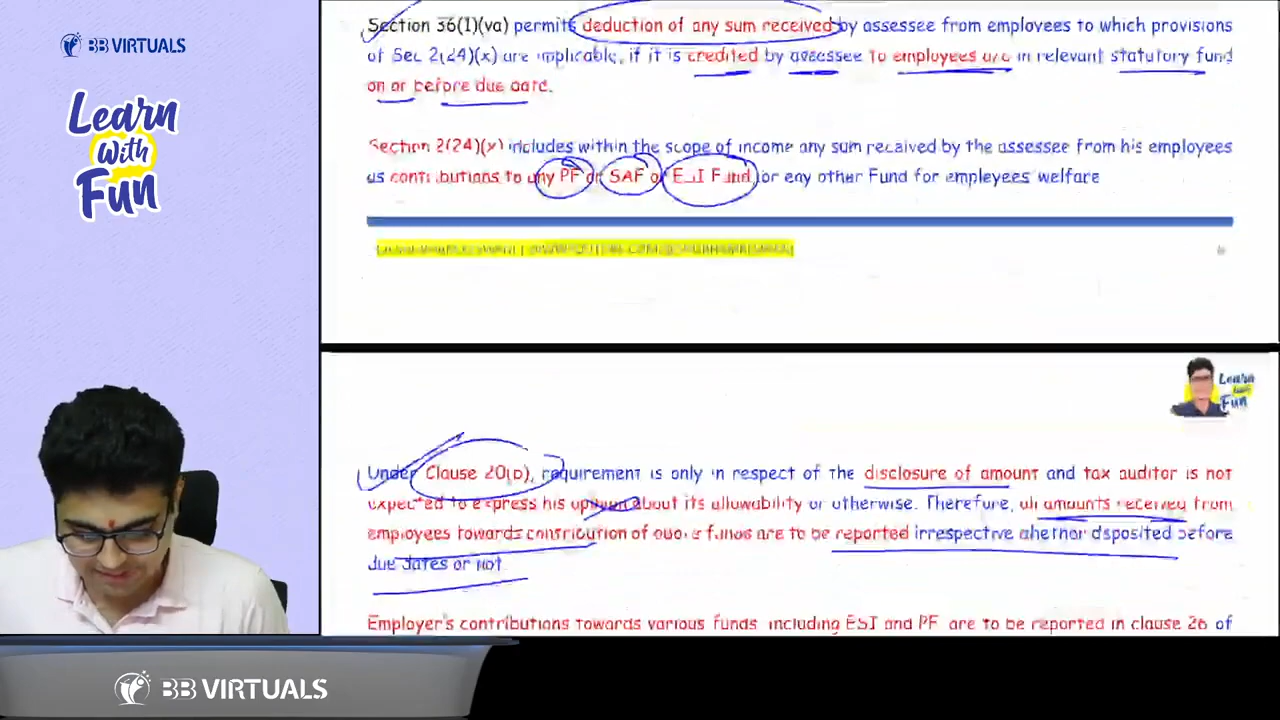 BB VIRTUALS
Learn
With
Fun
Section 36(1)(va) permits deduction of any sum received by assessee from employees to which provisions
of Sec 2(24)(x) are applicable, if it is credited by assessee to employees a/c in relevant statutory fund
on or before due date.
Section 2(24)(x) includes within the scope of income any sum received by the assessee from his employees
as contributions to any PF or SAF or ESI Fund or any other Fund for employees welfare
Learn
with
Fun
Under Clause 20(b), requirement is only in respect of the disclosure of amount and tax auditor is not
expected to express his opinion about its allowability or otherwise. Therefore, all amounts received from
employees towards contribution of funds are to be reported irrespective whether deposited before
due dates or not
Employer's contributions towards various funds including ESI and PF are to be reported in clause 26 of
BB VIRTUALS